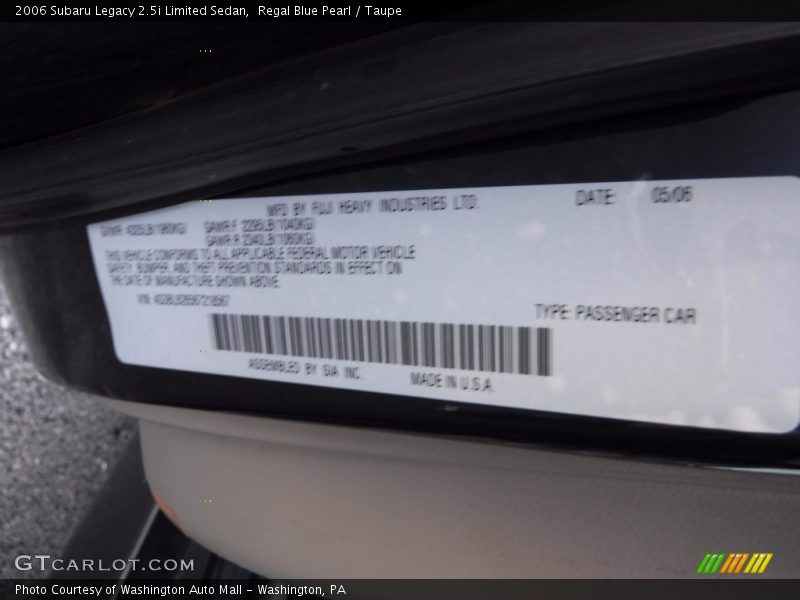 2006 Subaru Legacy 2.5i Limited Sedan,  Regal Blue Pearl / Taupe
MFD BY FUJI HEAVY INDUSTRIES LTD. DATE: 05/06
GVWR: GAWR:F: 2295LB(1040KG)
GAWR:R: 2340LB(1060KG)
THIS VEHICLE CONFORMS TO ALL APPLICABLE FEDERAL MOTOR VEHICLE
SAFETY, BUMPER AND THEFT PREVENTION STANDARDS IN EFFECT ON
THE DATE OF MANUFACTURE SHOWN ABOVE.
VIN:
TYPE: PASSENGER CAR
ASSEMBLED BY SIA INC. MADE IN U.S.A.
GTCARLOT.COM
Photo Courtesy of Washington Auto Mall - Washington, PA